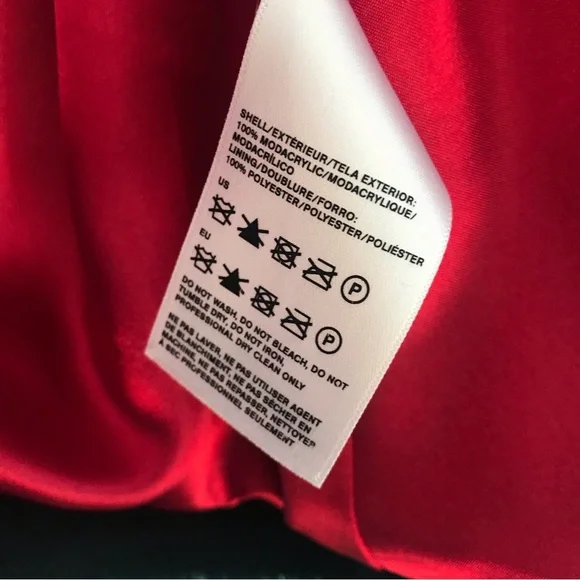 SHELL/EXTÉRIEUR/TELA EXTERIOR:
100% MODACRYLIC/MODACRYLIQUE/
MODACRÍLICO
LINING/DOUBLURE/FORRO:
100% POLYESTER/POLYESTER/POLIÉSTER
US
P
EU
P
DO NOT WASH, DO NOT BLEACH, DO NOT
TUMBLE DRY, DO NOT IRON,
PROFESSIONAL DRY CLEAN ONLY
NE PAS LAVER, NE PAS UTILISER AGENT
DE BLANCHIMENT, NE PAS SÉCHER EN
MACHINE, NE PAS REPASSER, NETTOYER
A SEC PROFESSIONNEL SEULEMENT